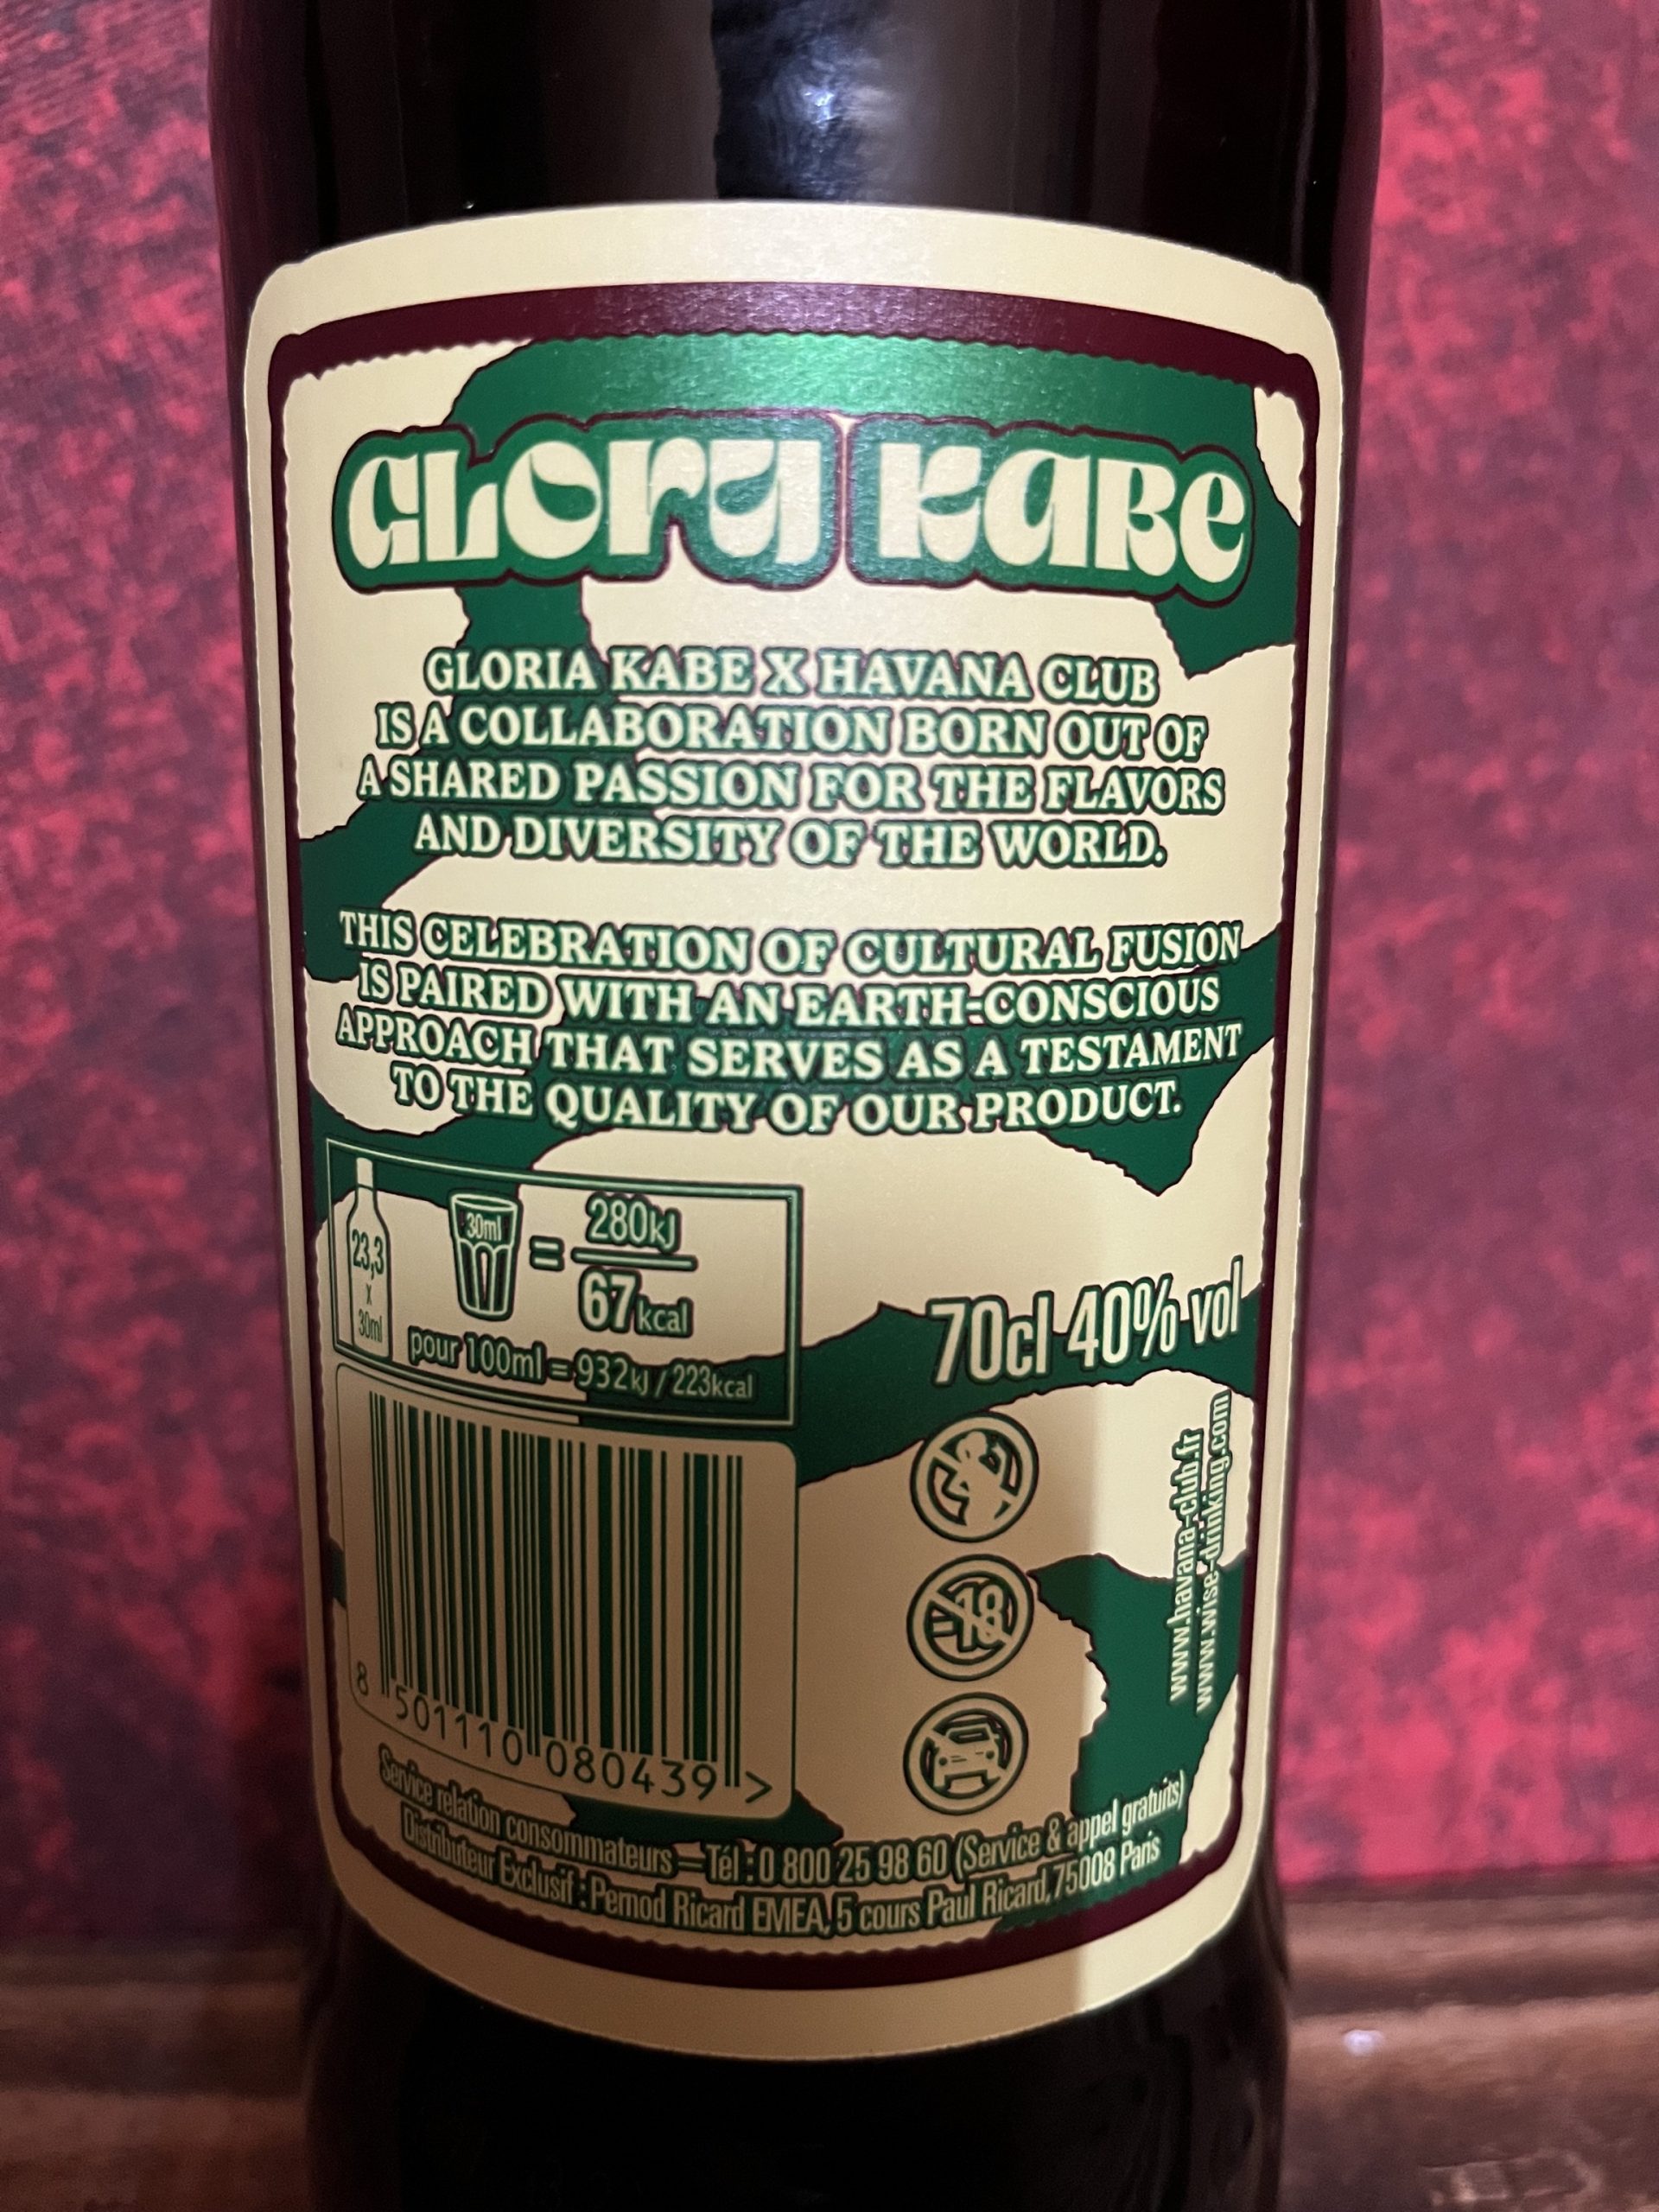 GLORY KABE
GLORIA KABE X HAVANA CLUB
IS A COLLABORATION BORN OUT OF
A SHARED PASSION FOR THE FLAVORS
AND DIVERSITY OF THE WORLD.
THIS CELEBRATION OF CULTURAL FUSION
IS PAIRED WITH AN EARTH-CONSCIOUS
APPROACH THAT SERVES AS A TESTAMENT
TO THE QUALITY OF OUR PRODUCT.
23,3
x
30ml
30ml
=
280kJ
67kcal
pour 100ml = 932kJ / 223kcal
70cl 40% vol
-18
www.havana-club.fr
www.wise-drinking.com
8 501110 080439 >
Service relation consommateurs – Tél : 0 800 25 98 60 (Service & appel gratuits)
Distributeur Exclusif : Pernod Ricard EMEA, 5 cours Paul Ricard, 75008 Paris